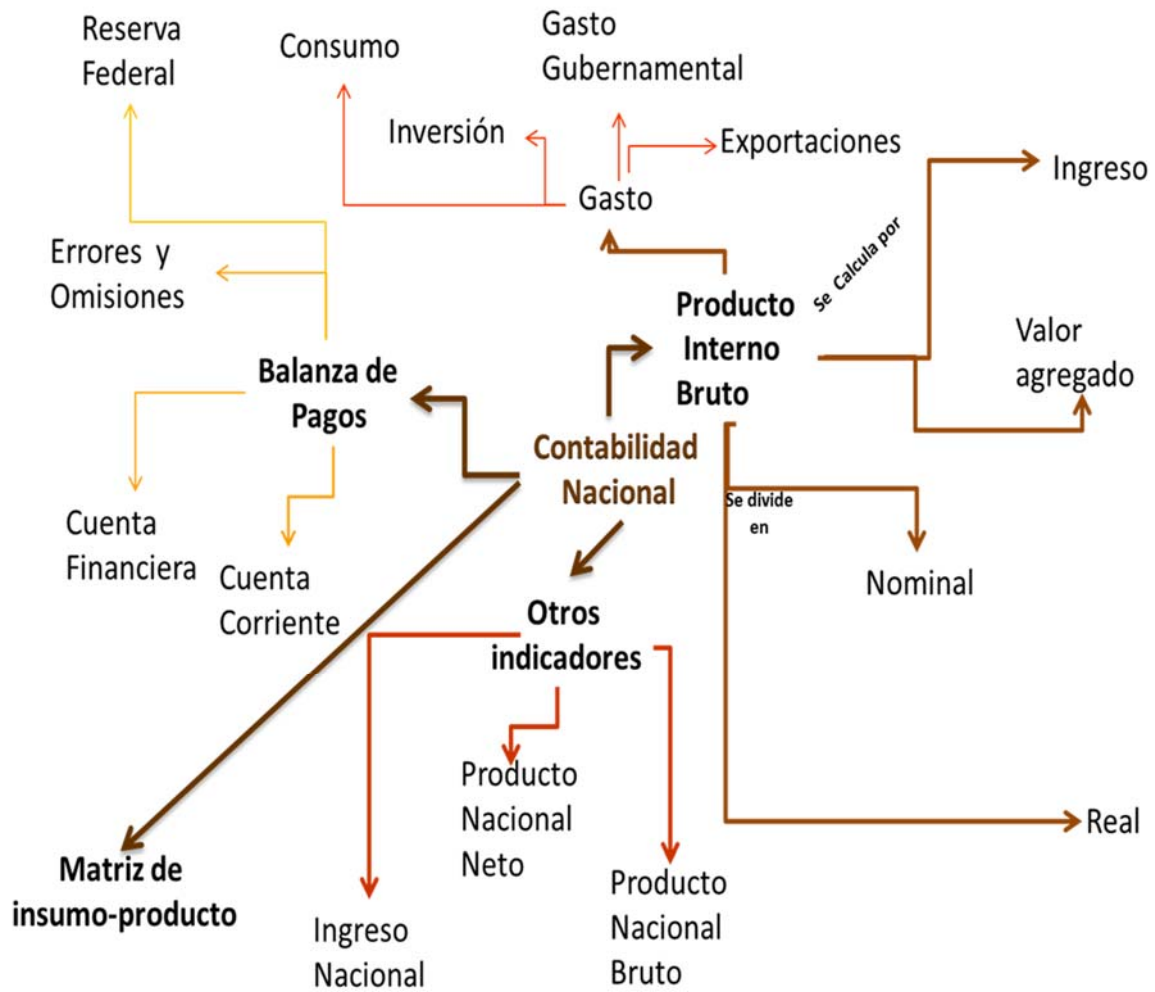 Reserva
Federal
Consumo
Gasto
Gubernamental
Inversión
Exportaciones
Ingreso
Gasto
Se Calcula por
Errores y
Omisiones
Producto
Interno
Bruto
Valor
agregado
Balanza de
Pagos
Contabilidad
Nacional
Se divide
en
Cuenta
Financiera
Cuenta
Corriente
Nominal
Otros
indicadores
Producto
Nacional
Neto
Real
Matriz de
insumo-producto
Ingreso
Nacional
Producto
Nacional
Bruto